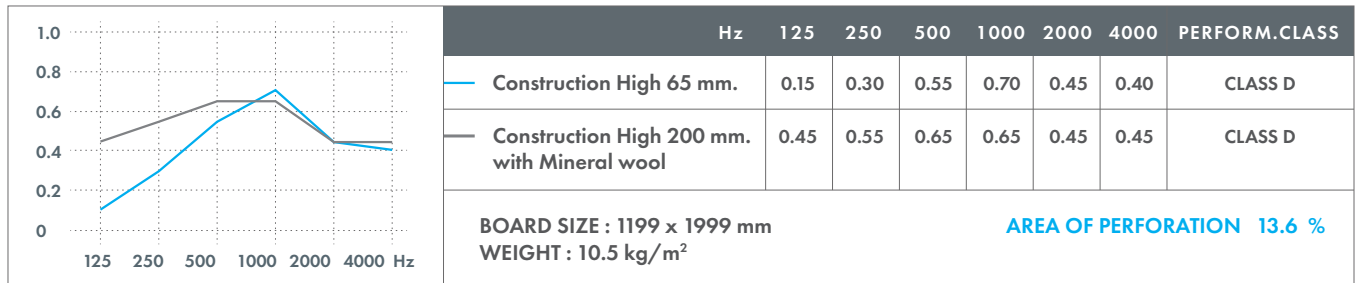 1.0
0.8
0.6
0.4
0.2
0
125 250 500 1000 2000 4000 Hz
Hz 125 250 500 1000 2000 4000 PERFORM.CLASS
Construction High 65 mm. 0.15 0.30 0.55 0.70 0.45 0.40 CLASS D
Construction High 200 mm. 0.45 0.55 0.65 0.65 0.45 0.45 CLASS D
with Mineral wool
BOARD SIZE : 1199 x 1999 mm AREA OF PERFORATION 13.6 %
WEIGHT : 10.5 kg/m²